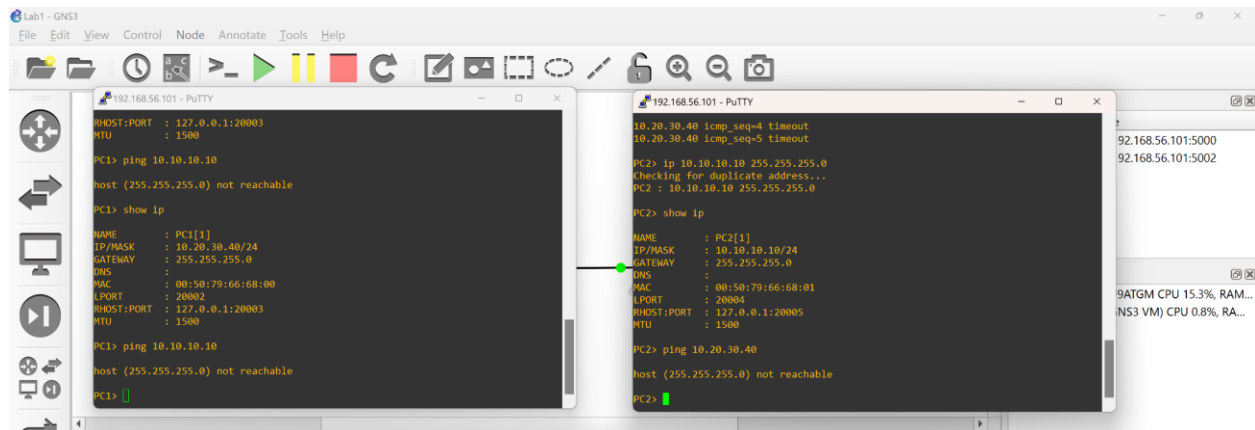 Lab1 - GNS3
File Edit View Control Node Annotate Tools Help
192.168.56.101 - PuTTY
RHOST:PORT : 127.0.0.1:20003
MTU : 1500
PC1> ping 10.10.10.10
host (255.255.255.0) not reachable
PC1> show ip
NAME : PC1[1]
IP/MASK : 10.20.30.40/24
GATEWAY : 255.255.255.0
DNS :
MAC : 00:50:79:66:68:00
LPORT : 20002
RHOST:PORT : 127.0.0.1:20003
MTU : 1500
PC1> ping 10.10.10.10
host (255.255.255.0) not reachable
PC1>
192.168.56.101 - PuTTY
10.20.30.40 icmp_seq=4 timeout
10.20.30.40 icmp_seq=5 timeout
PC2> ip 10.10.10.10 255.255.255.0
Checking for duplicate address...
PC2 : 10.10.10.10 255.255.255.0
PC2> show ip
NAME : PC2[1]
IP/MASK : 10.10.10.10/24
GATEWAY : 255.255.255.0
DNS :
MAC : 00:50:79:66:68:01
LPORT : 20004
RHOST:PORT : 127.0.0.1:20005
MTU : 1500
PC2> ping 10.20.30.40
host (255.255.255.0) not reachable
PC2>
92.168.56.101:5000
92.168.56.101:5002
9ATGM CPU 15.3%, RAM...
NS3 VM) CPU 0.8%, RA...